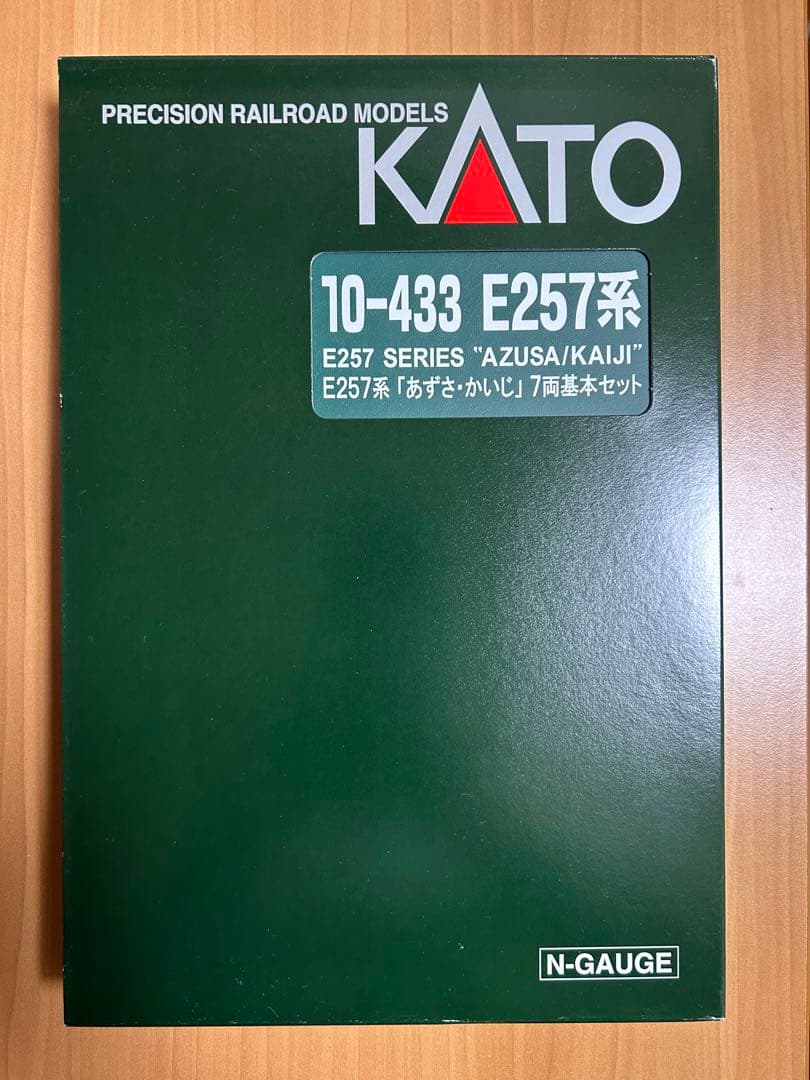 PRECISION RAILROAD MODELS
KATO
10-433 E257系
E257 SERIES "AZUSA/KAIJI"
E257系「あずさ・かいじ」7両基本セット
N-GAUGE